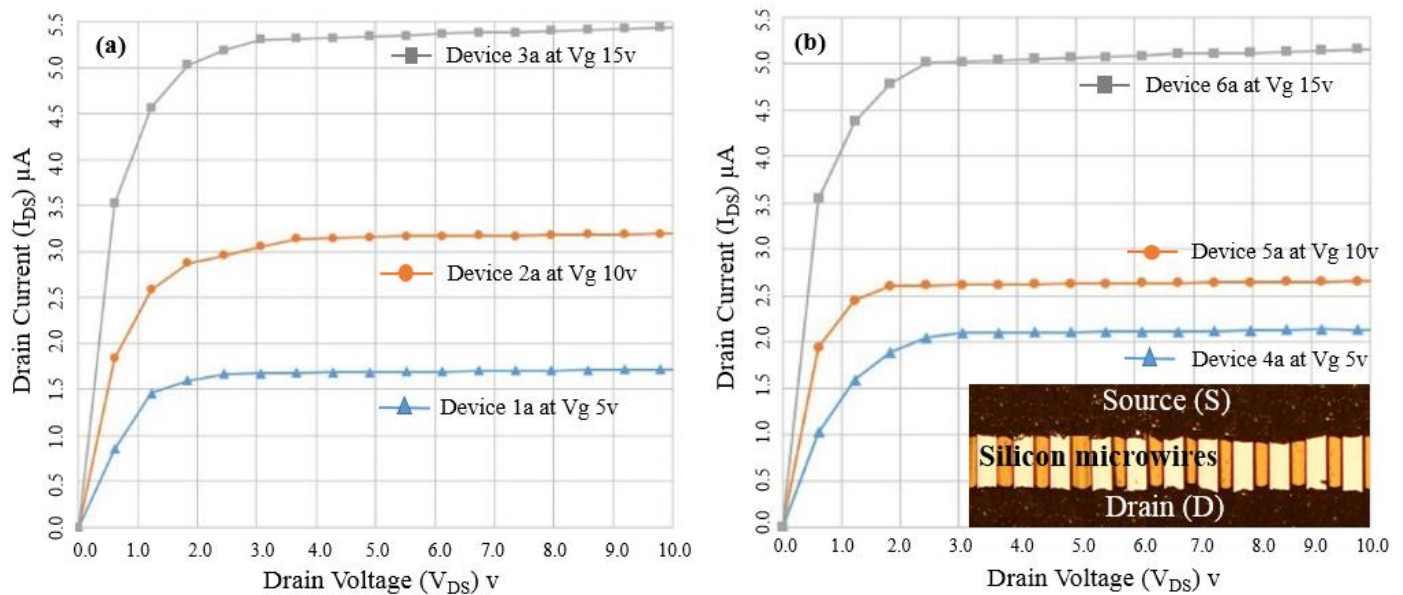 (a)
Device 3a at Vg 15v
Device 2a at Vg 10v
Device 1a at Vg 5v
Drain Current (I_DS) μA
5.5
5.0
4.5
4.0
3.5
3.0
2.5
2.0
1.5
1.0
0.5
0.0
0.0 1.0 2.0 3.0 4.0 5.0 6.0 7.0 8.0 9.0 10.0
Drain Voltage (V_DS) v
(b)
Device 6a at Vg 15v
Device 5a at Vg 10v
Device 4a at Vg 5v
Source (S)
Silicon microwires
Drain (D)
Drain Current (I_DS) μA
5.5
5.0
4.5
4.0
3.5
3.0
2.5
2.0
1.5
1.0
0.5
0.0
0.0 1.0 2.0 3.0 4.0 5.0 6.0 7.0 8.0 9.0 10.0
Drain Voltage (V_DS) v